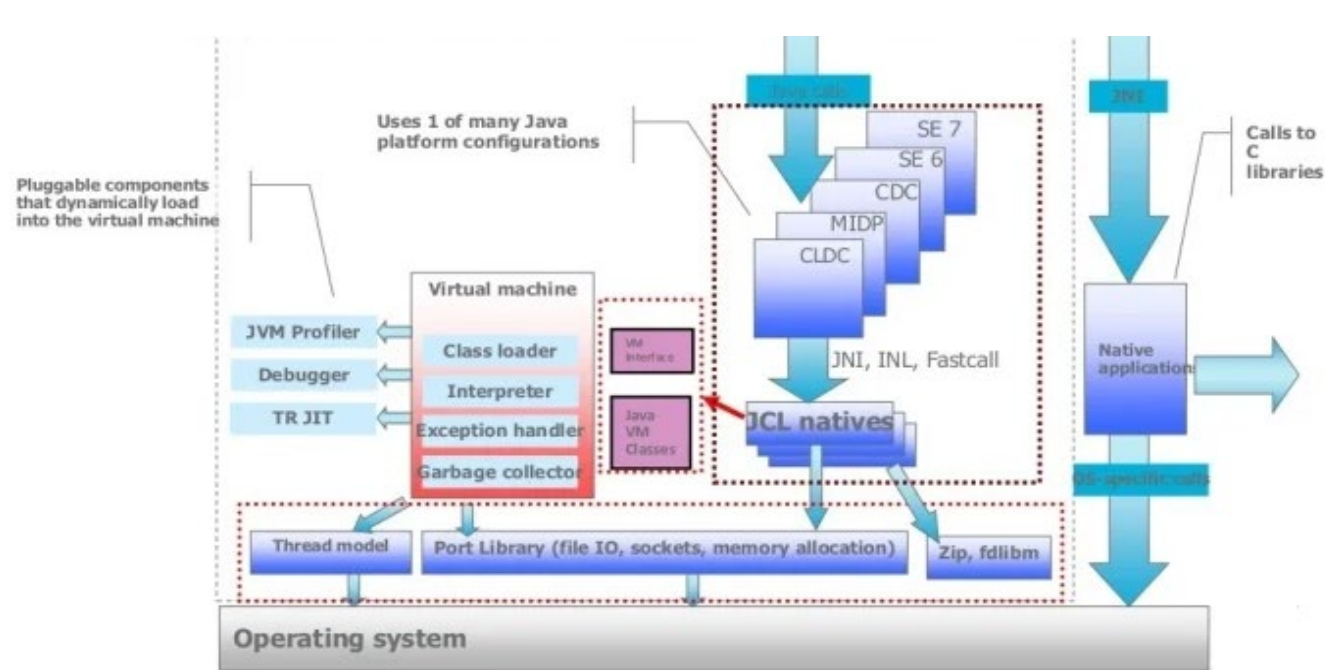 Java calls
JNI
Uses 1 of many Java
platform configurations
SE 7
SE 6
CDC
MIDP
CLDC
Calls to
C
libraries
Pluggable components
that dynamically load
into the virtual machine
Virtual machine
JVM Profiler
Class loader
VM
Interface
JNI, INL, Fastcall
Native
applications
Debugger
Interpreter
TR JIT
Exception handler
Java
VM
Classes
JCL natives
Garbage collector
OS-specific calls
Thread model
Port Library (file IO, sockets, memory allocation)
Zip, fdlibm
Operating system